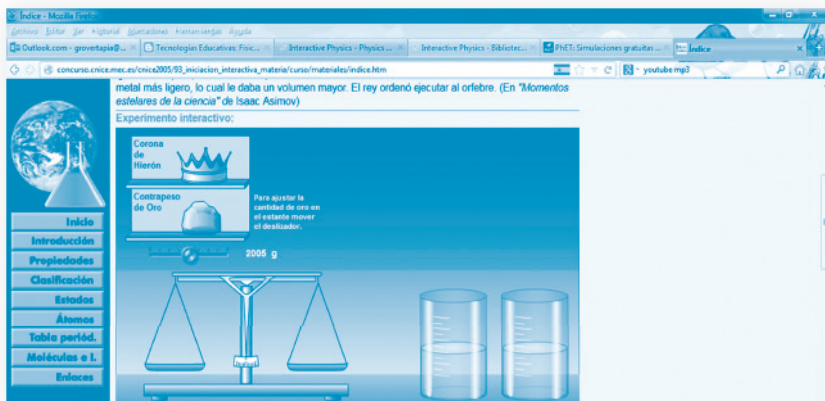 Índice - Mozilla Firefox
Archivo Editar Ver Historial Marcadores Herramientas Ayuda
Outlook.com - grovertapia@... Tecnologías Educativas: Físic... Interactive Physics - Physics ... Interactive Physics - Bibliotec... PhET: Simulaciones gratuitas ... Índice
concurso.cnice.mec.es/cnice2005/93_iniciacion_interactiva_materia/curso/materiales/indice.htm youtube mp3
metal más ligero, lo cual le daba un volumen mayor. El rey ordenó ejecutar al orfebre. (En "Momentos
estelares de la ciencia" de Isaac Asimov)
Experimento interactivo:
Corona
de
Hierón
Contrapeso
de Oro
Para ajustar la
cantidad de oro en
el estante mover
el deslizador.
2005 g
Inicio
Introducción
Propiedades
Clasificación
Estados
Átomos
Tabla periód.
Moléculas e I.
Enlaces